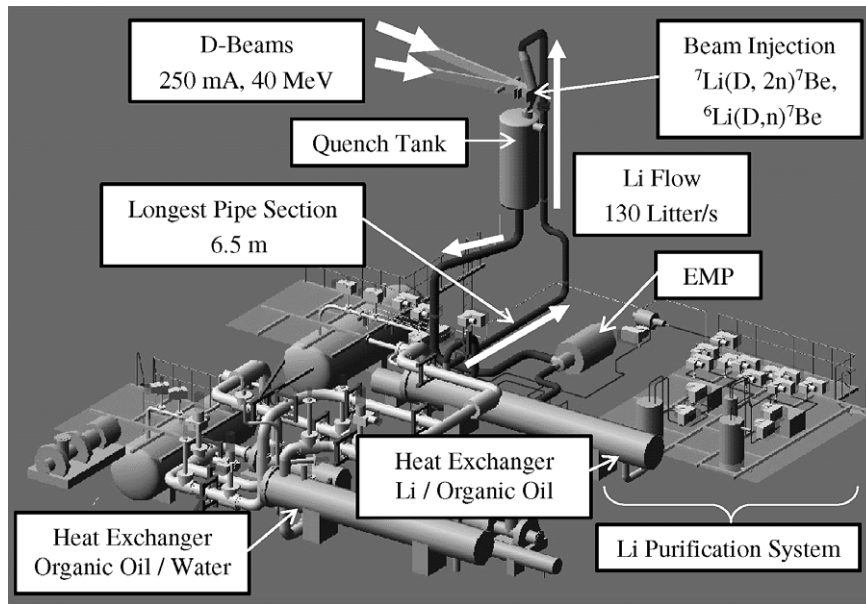 D-Beams
250 mA, 40 MeV
Beam Injection
⁷Li(D, 2n)⁷Be,
⁶Li(D,n)⁷Be
Quench Tank
Li Flow
130 Litter/s
Longest Pipe Section
6.5 m
EMP
Heat Exchanger
Li / Organic Oil
Heat Exchanger
Organic Oil / Water
Li Purification System